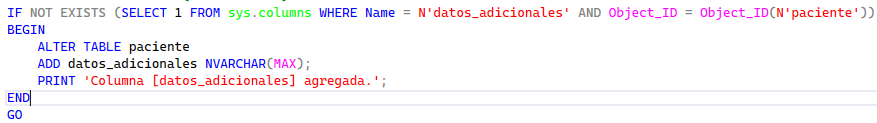 IF NOT EXISTS (SELECT 1 FROM sys.columns WHERE Name = N'datos_adicionales' AND Object_ID = Object_ID(N'paciente'))
BEGIN
    ALTER TABLE paciente
    ADD datos_adicionales NVARCHAR(MAX);
    PRINT 'Columna [datos_adicionales] agregada.';
END
GO